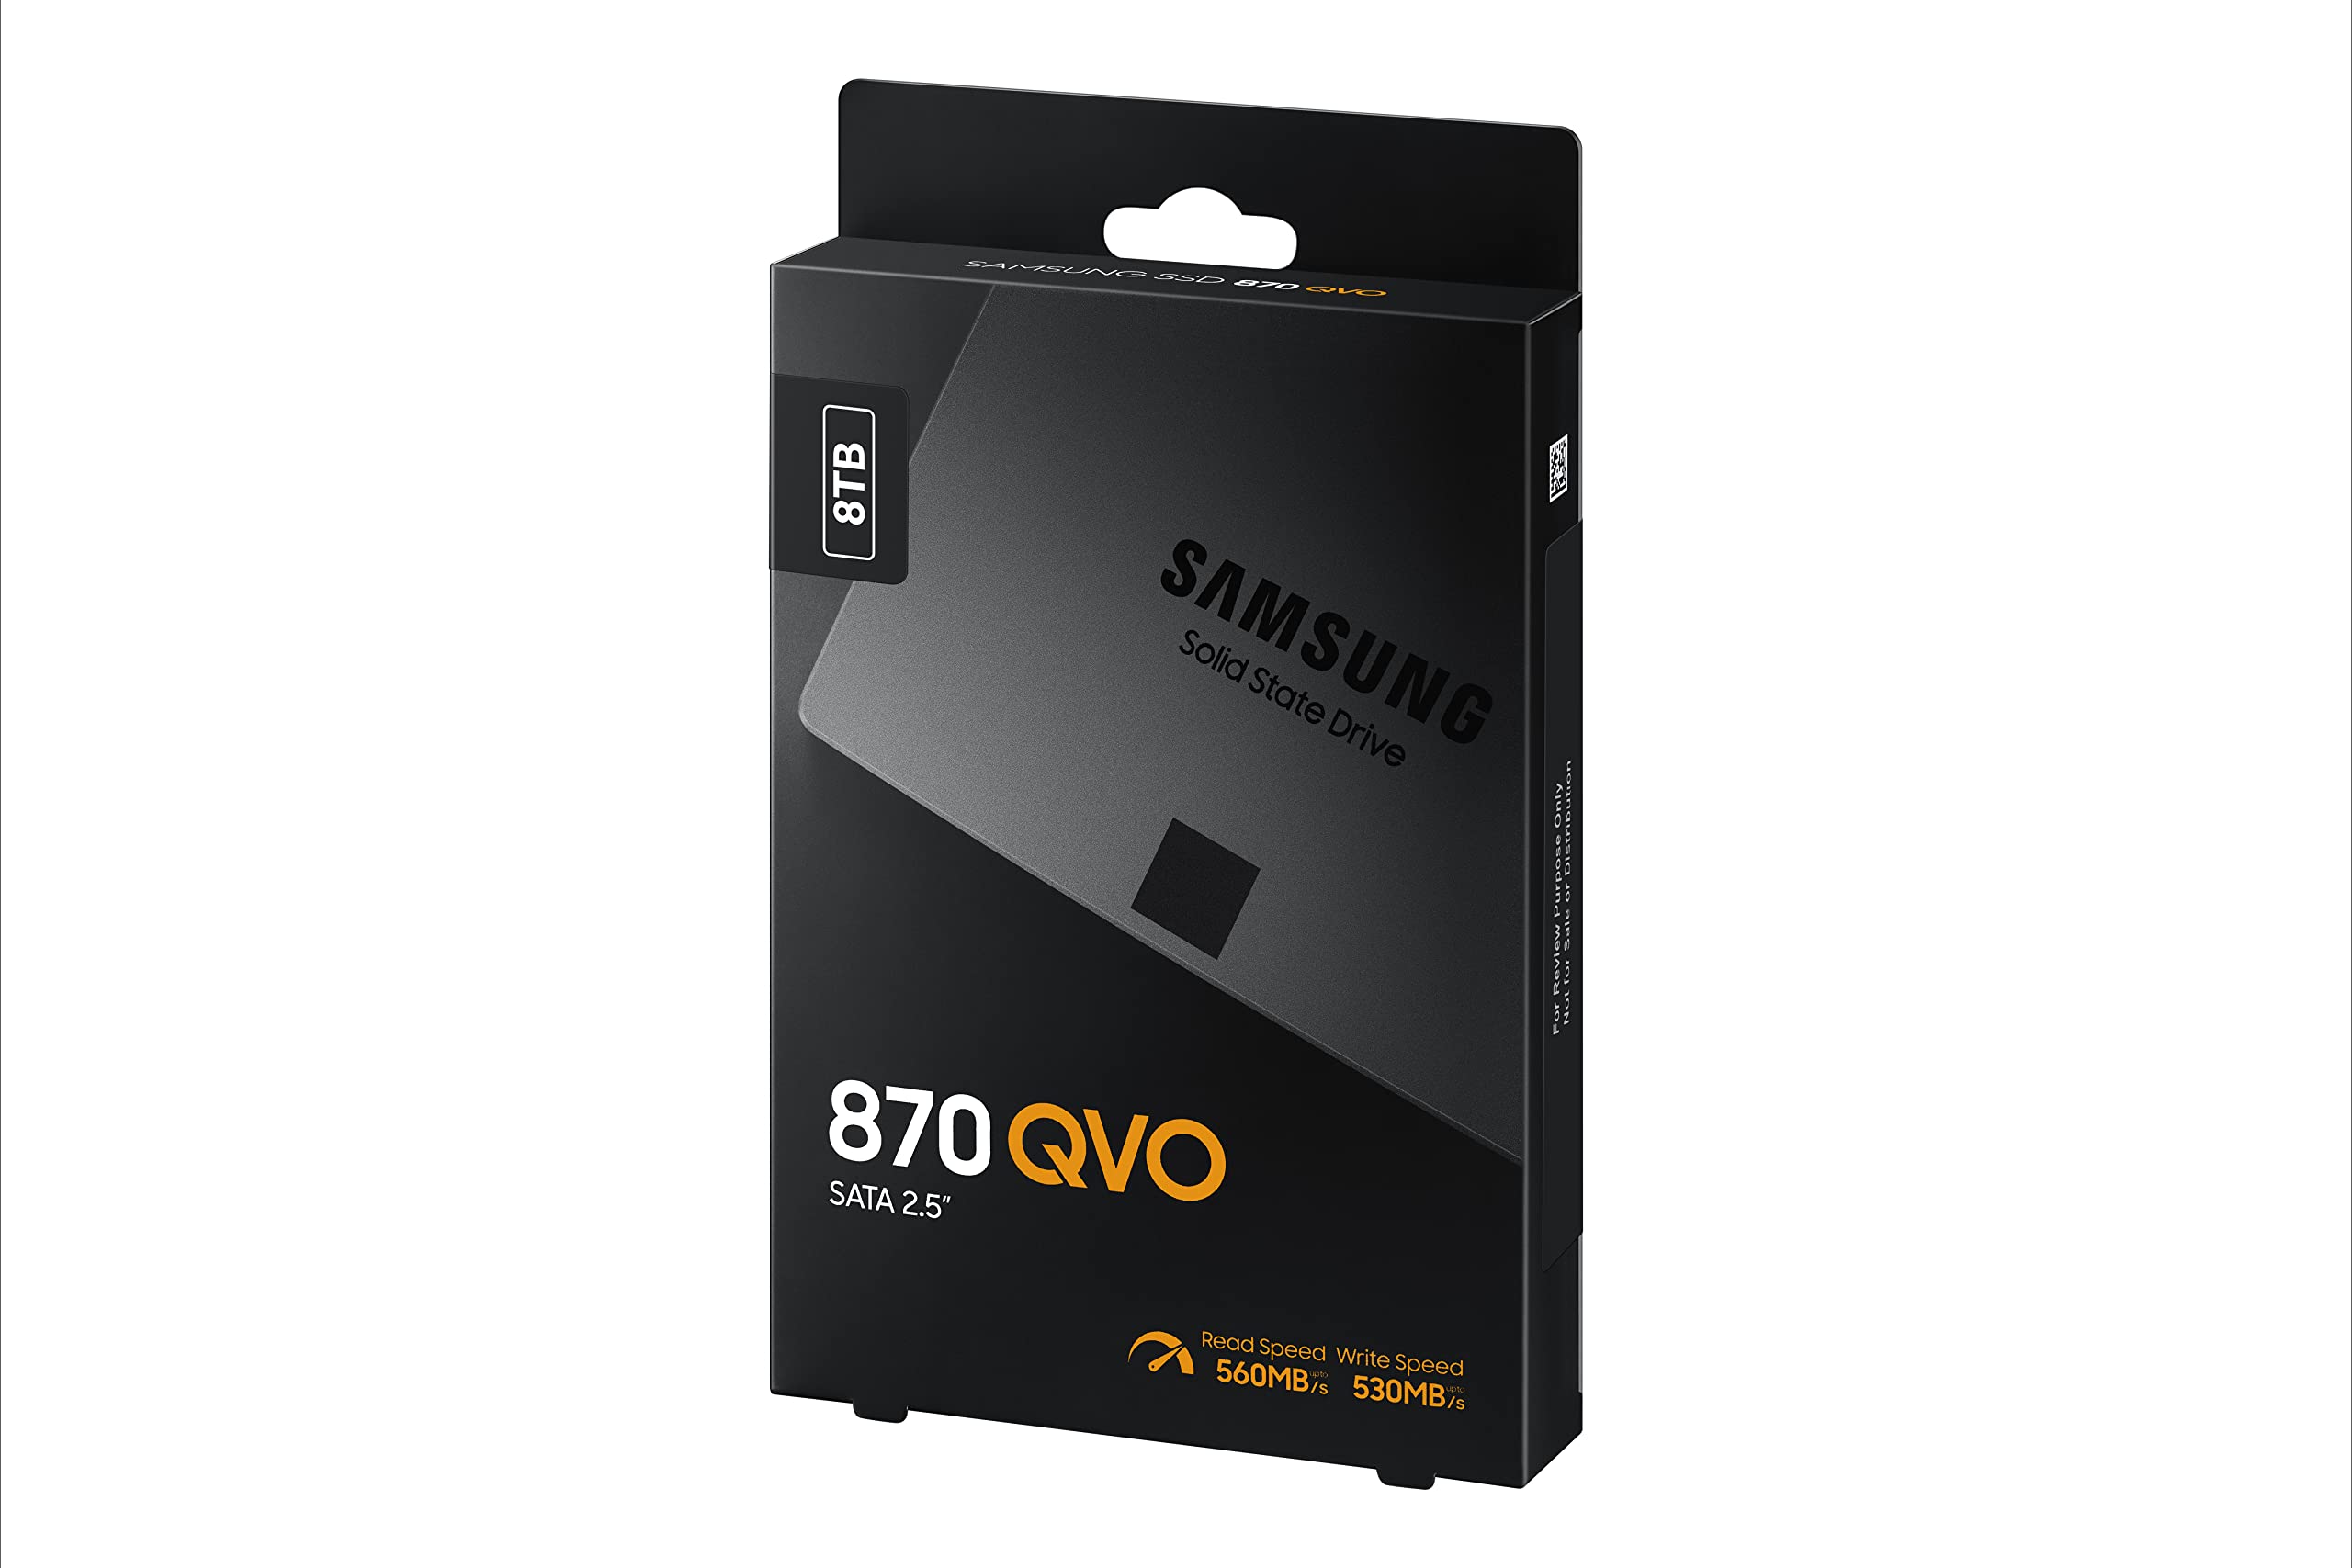 SAMSUNG SSD 870 QVO
8TB
SAMSUNG
Solid State Drive
For Review Purpose Only
Not for Sale or Distribution
870 QVO
SATA 2.5"
Read Speed Write Speed
560MB/s up to 530MB/s up to